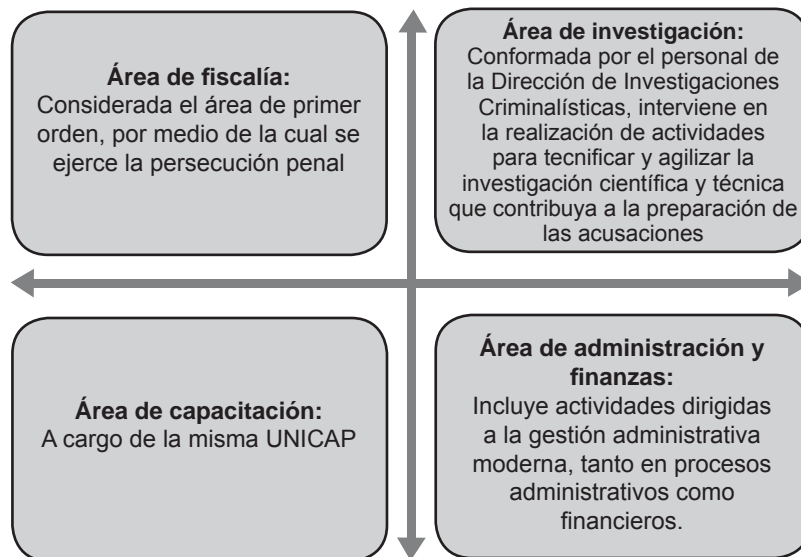 Área de fiscalía:
Considerada el área de primer
orden, por medio de la cual se
ejerce la persecución penal
Área de investigación:
Conformada por el personal de
la Dirección de Investigaciones
Criminalísticas, interviene en
la realización de actividades
para tecnificar y agilizar la
investigación científica y técnica
que contribuya a la preparación de
las acusaciones
Área de capacitación:
A cargo de la misma UNICAP
Área de administración y
finanzas:
Incluye actividades dirigidas
a la gestión administrativa
moderna, tanto en procesos
administrativos como
financieros.